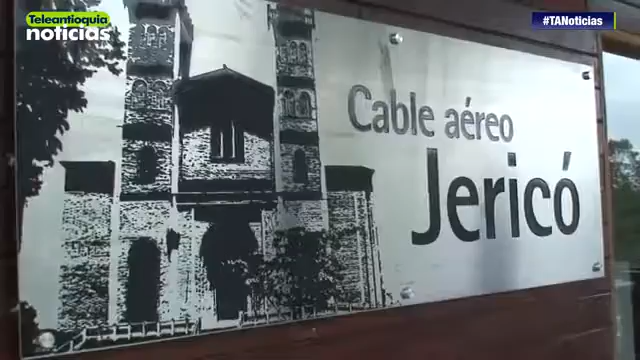 Teleantioquia
noticias
#TANoticias
Cable aéreo
Jericó